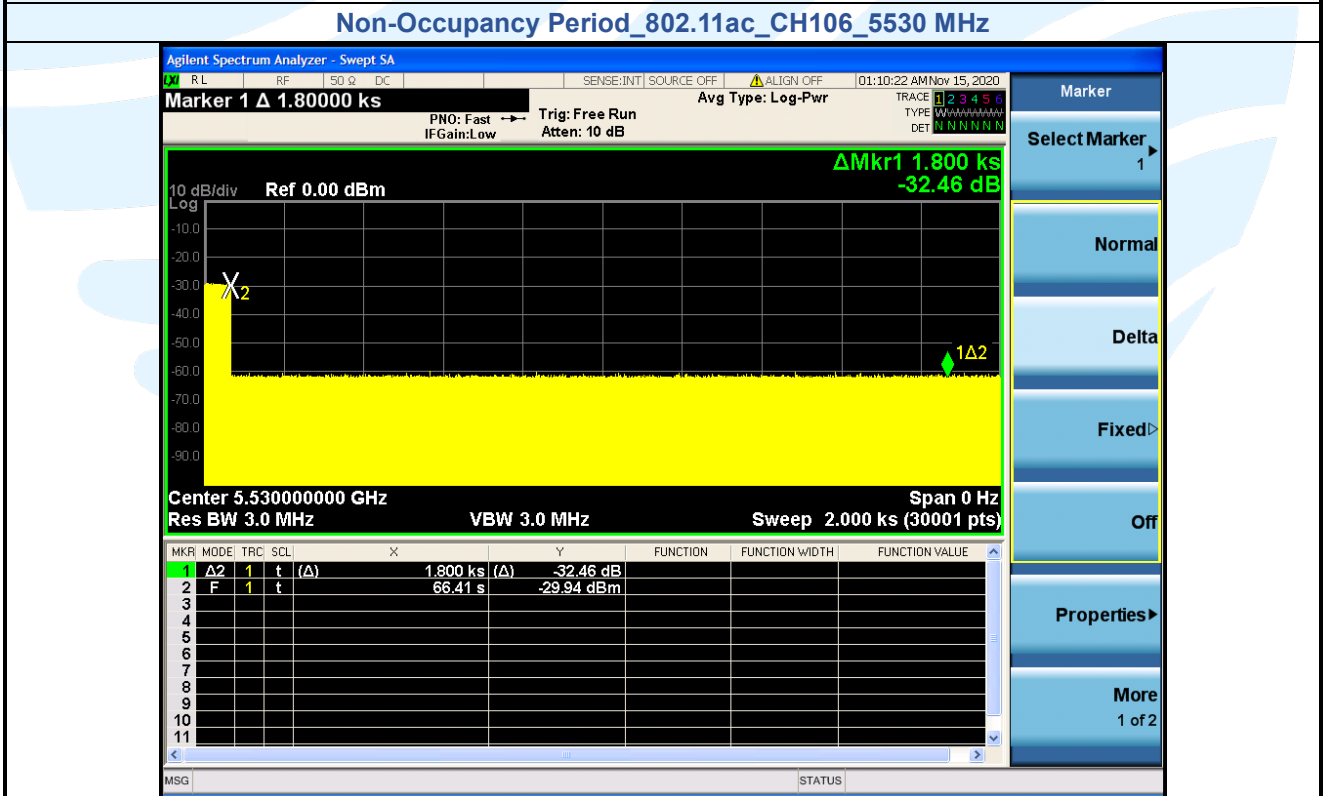 Non-Occupancy Period_802.11ac_CH106_5530 MHz
Agilent Spectrum Analyzer - Swept SA
LXI RL RF 50 Ω DC SENSE:INT SOURCE OFF ALIGN OFF 01:10:22 AM Nov 15, 2020
Marker 1 Δ 1.80000 ks
PNO: Fast
IFGain:Low
Trig: Free Run
Atten: 10 dB
Avg Type: Log-Pwr
TRACE 1 2 3 4 5 6
TYPE WWWWWWW
DET N N N N N N
ΔMkr1 1.800 ks
-32.46 dB
10 dB/div Ref 0.00 dBm
Log
-10.0
-20.0
-30.0
-40.0
-50.0
-60.0
-70.0
-80.0
-90.0
2
1Δ2
Center 5.530000000 GHz Span 0 Hz
Res BW 3.0 MHz VBW 3.0 MHz Sweep 2.000 ks (30001 pts)
MKR MODE TRC SCL X Y FUNCTION FUNCTION WIDTH FUNCTION VALUE
1 Δ2 1 t (Δ) 1.800 ks (Δ) -32.46 dB
2 F 1 t 66.41 s -29.94 dBm
3
4
5
6
7
8
9
10
11
MSG STATUS
Marker
Select Marker
1
Normal
Delta
Fixed
Off
Properties
More
1 of 2